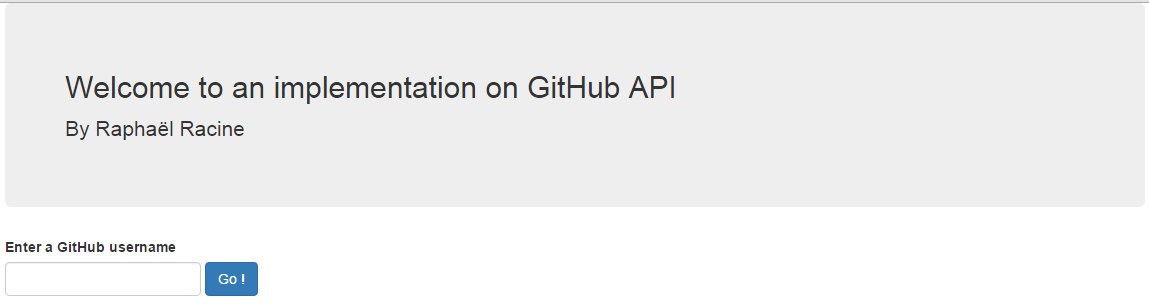 Welcome to an implementation on GitHub API
By Raphaël Racine
Enter a GitHub username
Go !